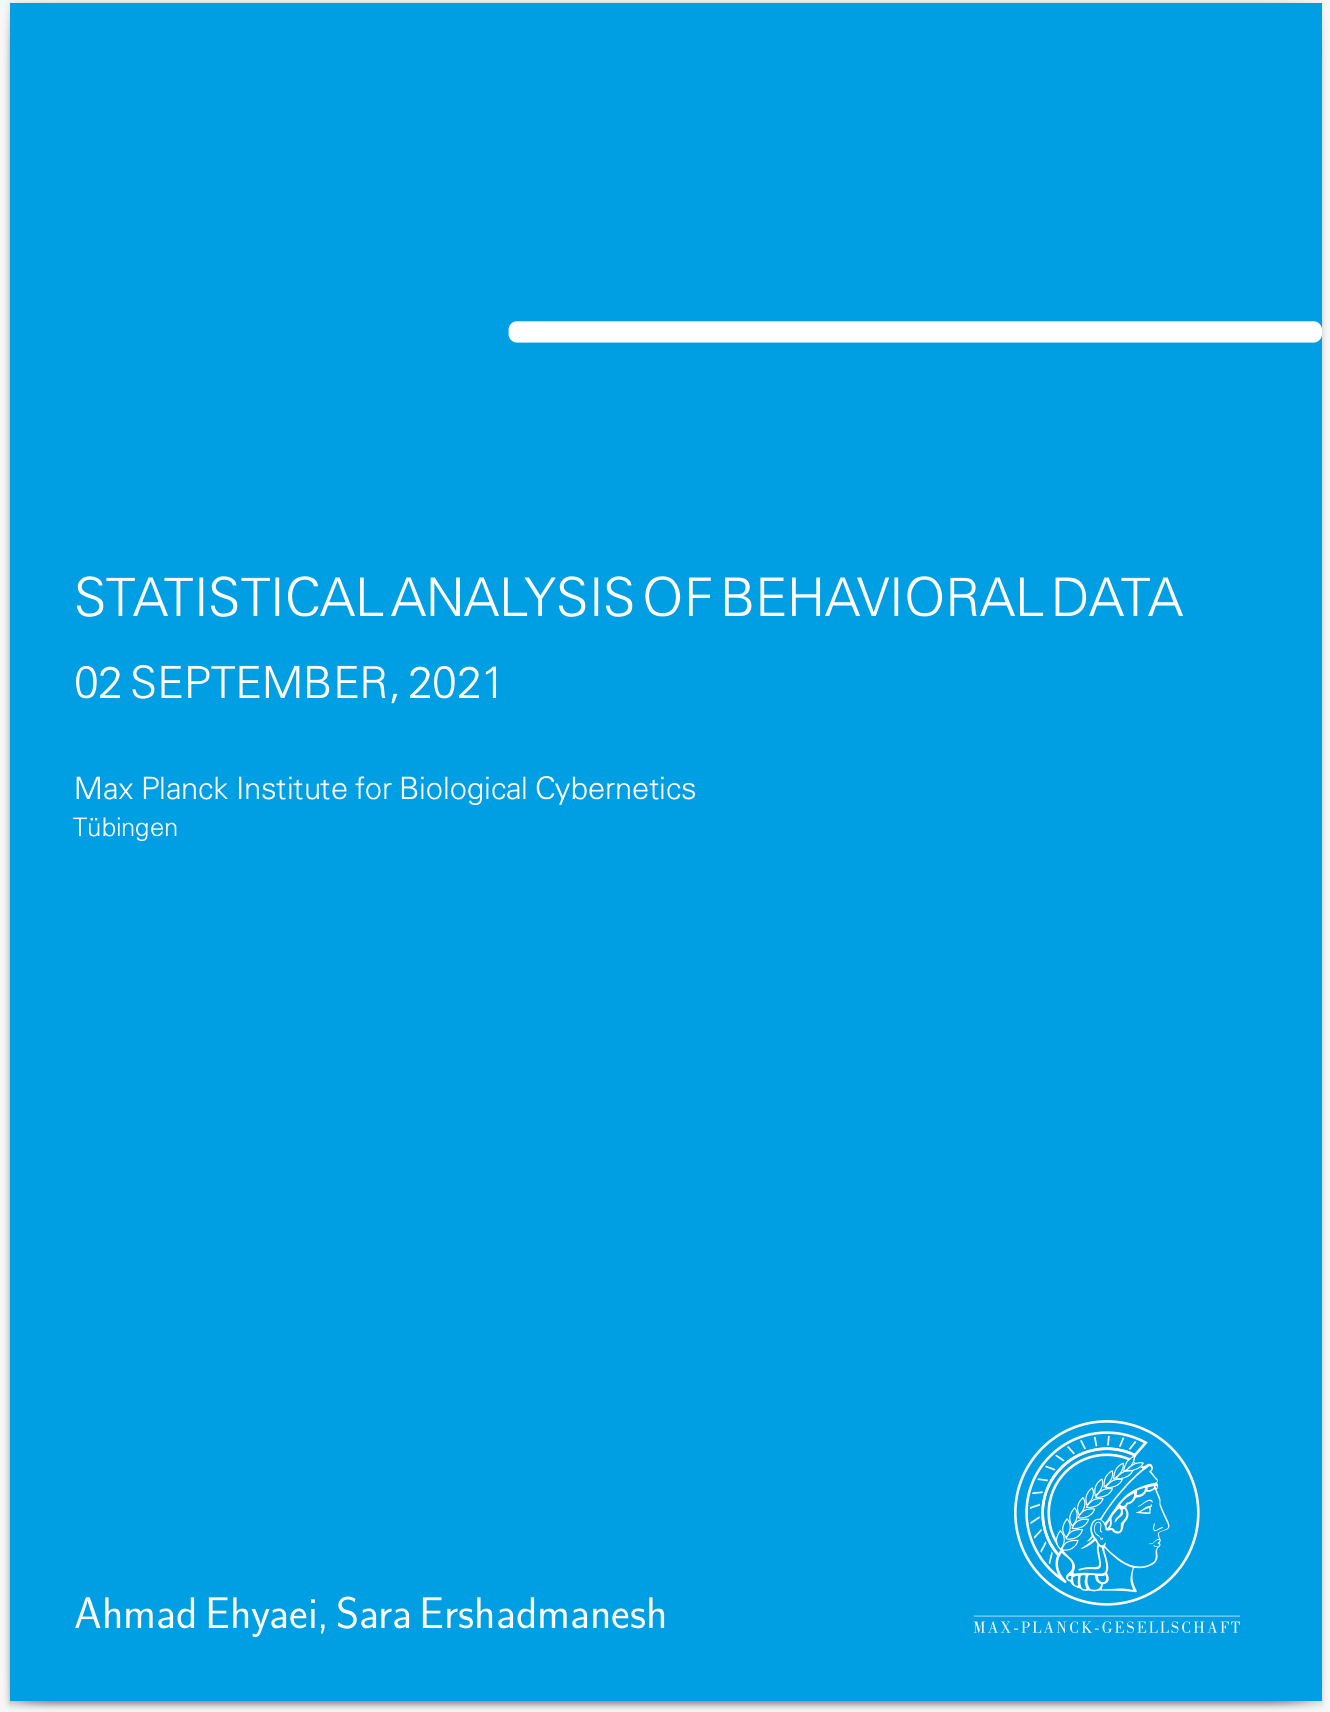 STATISTICAL ANALYSIS OF BEHAVIORAL DATA
02 SEPTEMBER, 2021
Max Planck Institute for Biological Cybernetics
Tübingen
Ahmad Ehyaei, Sara Ershadmanesh
MAX-PLANCK-GESELLSCHAFT